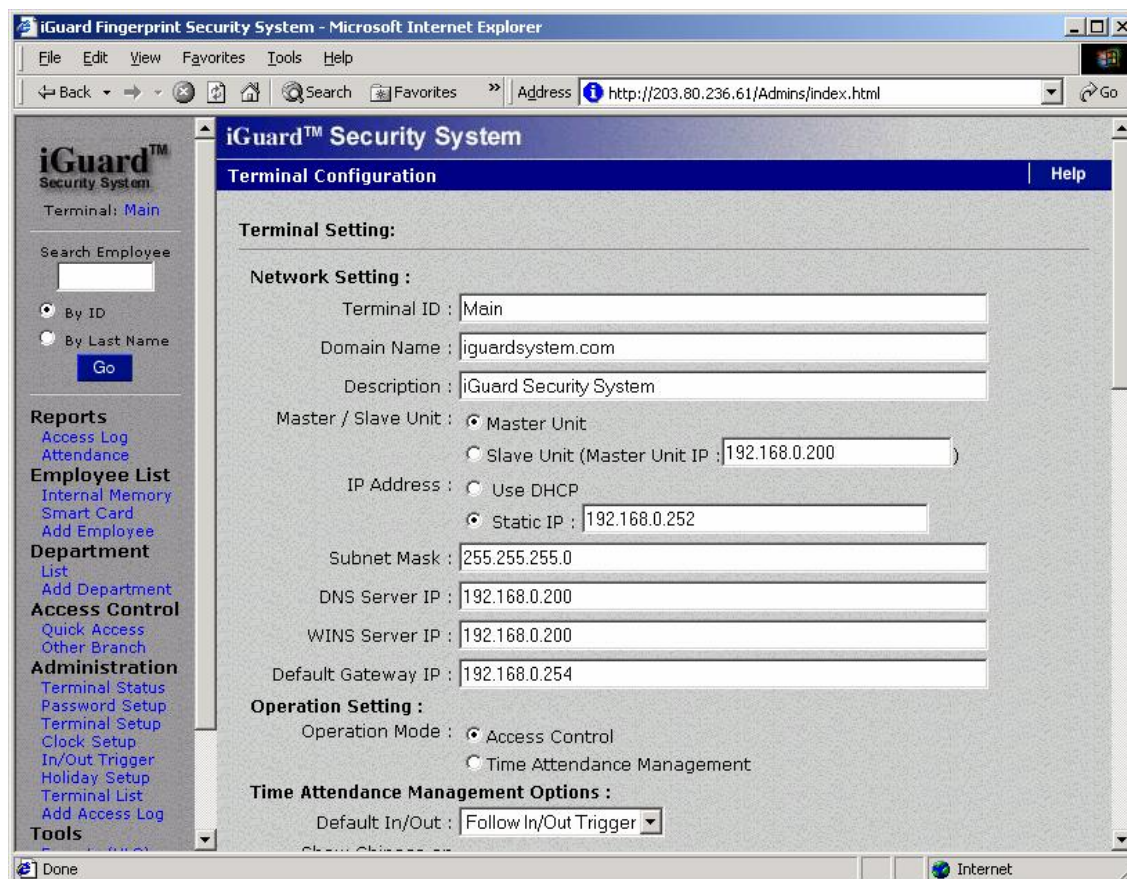 iGuard Fingerprint Security System - Microsoft Internet Explorer
File Edit View Favorites Tools Help
Back Search Favorites » Address http://203.80.236.61/Admins/index.html Go
iGuard™
Security System
Terminal: Main
Search Employee
By ID
By Last Name
Go
Reports
Access Log
Attendance
Employee List
Internal Memory
Smart Card
Add Employee
Department
List
Add Department
Access Control
Quick Access
Other Branch
Administration
Terminal Status
Password Setup
Terminal Setup
Clock Setup
In/Out Trigger
Holiday Setup
Terminal List
Add Access Log
Tools
iGuard™ Security System
Terminal Configuration Help
Terminal Setting:
Network Setting :
Terminal ID : Main
Domain Name : iguardsystem.com
Description : iGuard Security System
Master / Slave Unit : Master Unit
Slave Unit (Master Unit IP : 192.168.0.200 )
IP Address : Use DHCP
Static IP : 192.168.0.252
Subnet Mask : 255.255.255.0
DNS Server IP : 192.168.0.200
WINS Server IP : 192.168.0.200
Default Gateway IP : 192.168.0.254
Operation Setting :
Operation Mode : Access Control
Time Attendance Management
Time Attendance Management Options :
Default In/Out : Follow In/Out Trigger
Done Internet